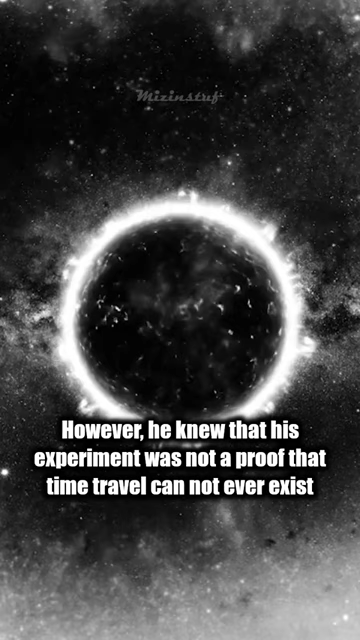 Mizinstuf
However, he knew that his
experiment was not a proof that
time travel can not ever exist